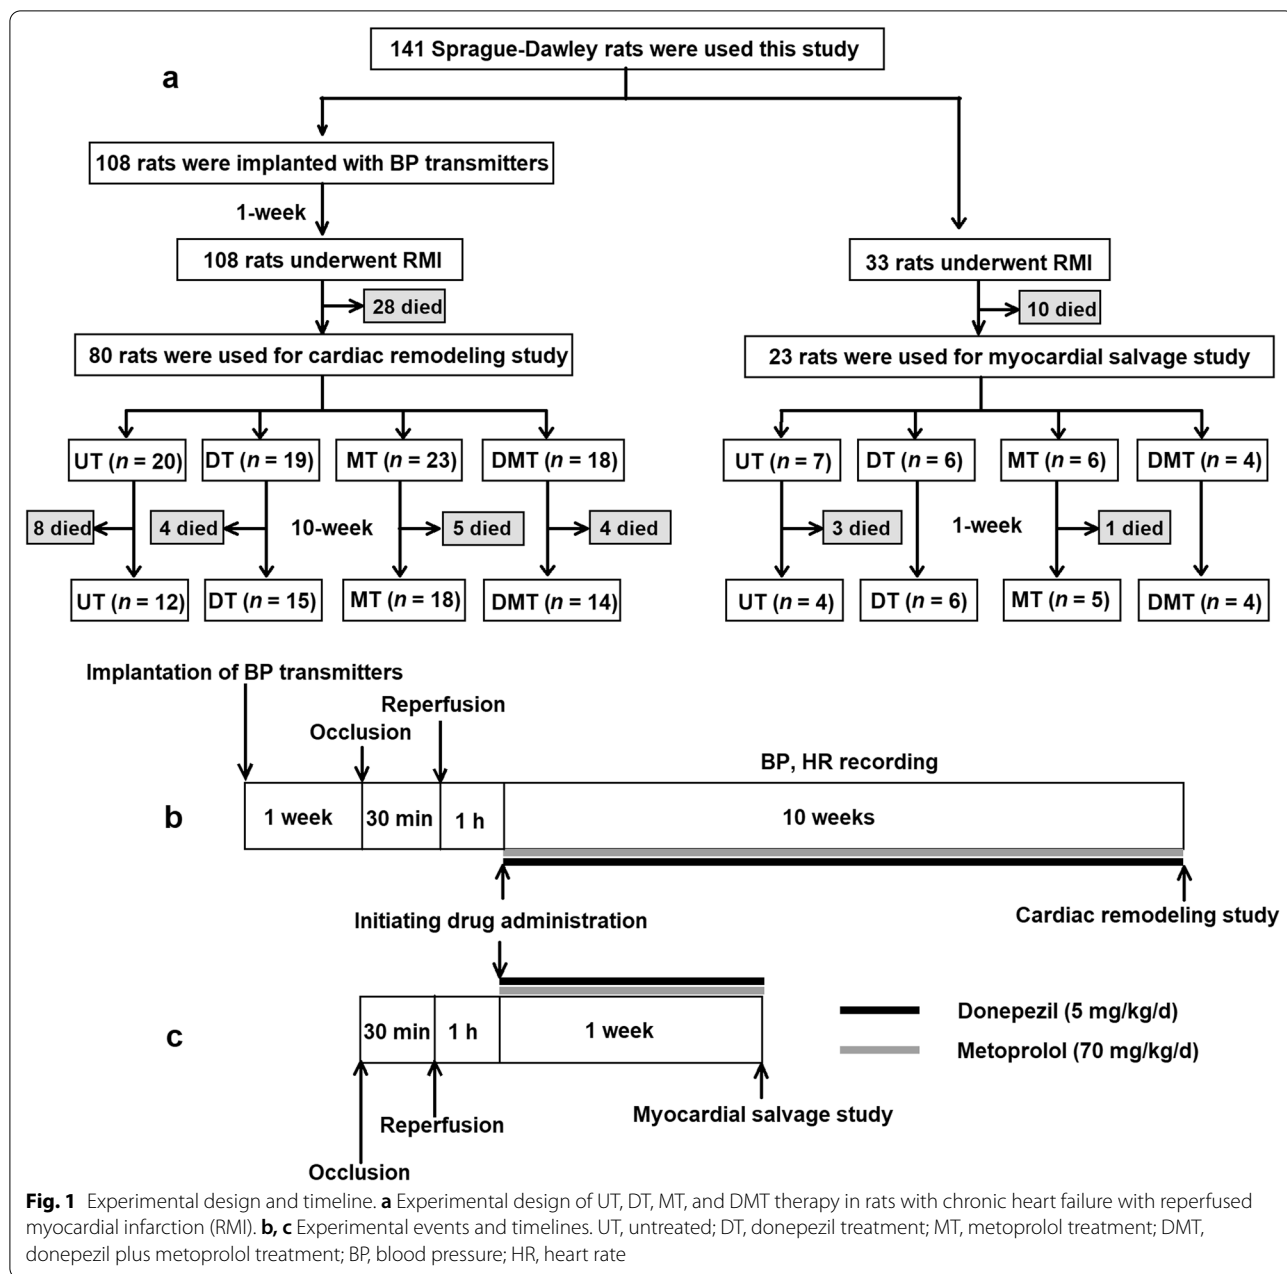 141 Sprague-Dawley rats were used this study
a
108 rats were implanted with BP transmitters
1-week
108 rats underwent RMI
33 rats underwent RMI
28 died
10 died
80 rats were used for cardiac remodeling study
23 rats were used for myocardial salvage study
UT (n = 20)
DT (n = 19)
MT (n = 23)
DMT (n = 18)
UT (n = 7)
DT (n = 6)
MT (n = 6)
DMT (n = 4)
8 died
4 died
10-week
5 died
4 died
3 died
1-week
1 died
UT (n = 12)
DT (n = 15)
MT (n = 18)
DMT (n = 14)
UT (n = 4)
DT (n = 6)
MT (n = 5)
DMT (n = 4)
Implantation of BP transmitters
Reperfusion
Occlusion
BP, HR recording
b
1 week
30 min
1 h
10 weeks
Initiating drug administration
Cardiac remodeling study
c
30 min
1 h
1 week
Donepezil (5 mg/kg/d)
Metoprolol (70 mg/kg/d)
Reperfusion
Myocardial salvage study
Occlusion
Fig. 1 Experimental design and timeline. a Experimental design of UT, DT, MT, and DMT therapy in rats with chronic heart failure with reperfused
myocardial infarction (RMI). b, c Experimental events and timelines. UT, untreated; DT, donepezil treatment; MT, metoprolol treatment; DMT,
donepezil plus metoprolol treatment; BP, blood pressure; HR, heart rate